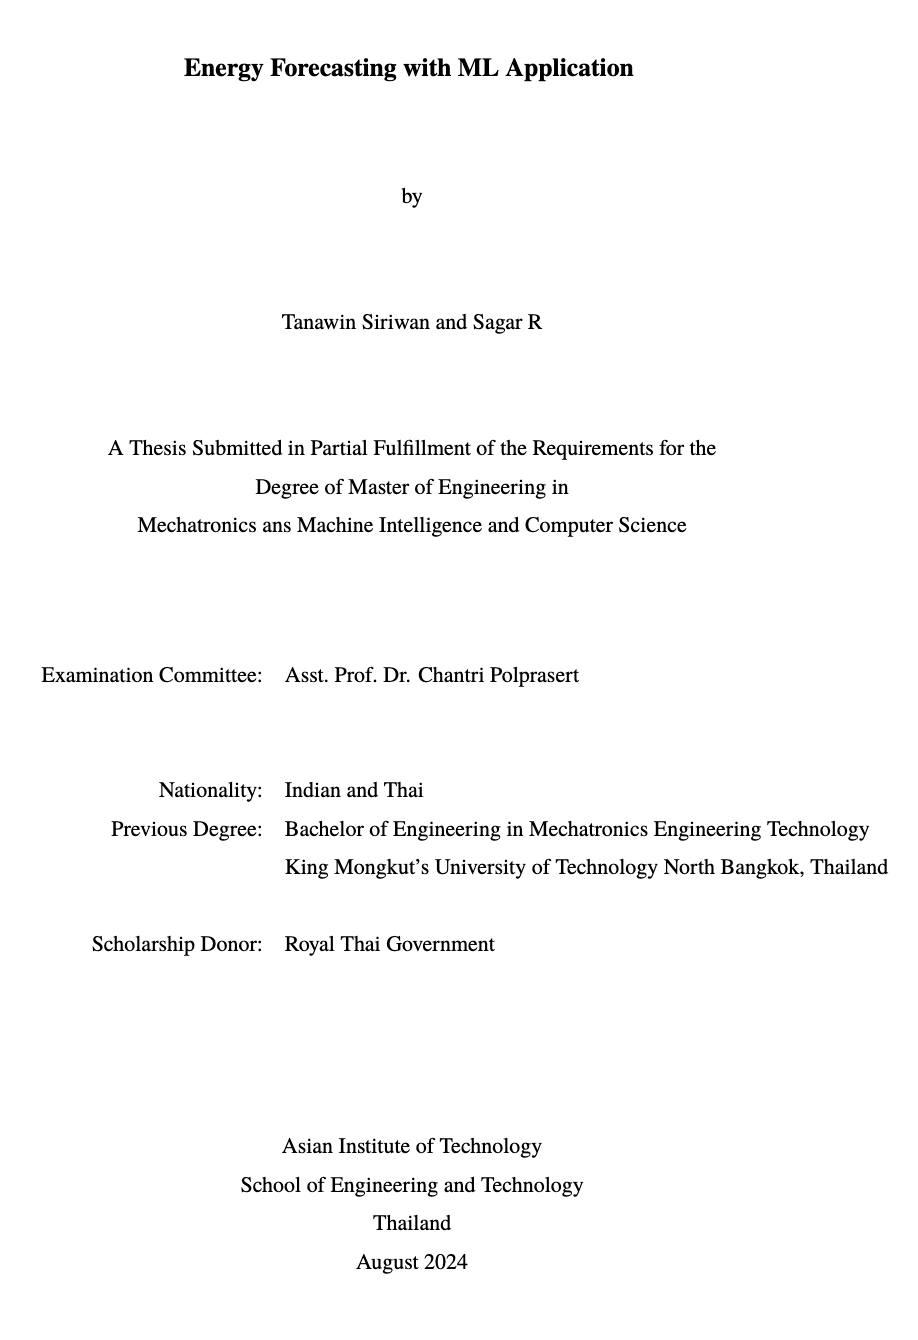 Energy Forecasting with ML Application
by
Tanawin Siriwan and Sagar R
A Thesis Submitted in Partial Fulfillment of the Requirements for the
Degree of Master of Engineering in
Mechatronics ans Machine Intelligence and Computer Science
Examination Committee: Asst. Prof. Dr. Chantri Polprasert
Nationality: Indian and Thai
Previous Degree: Bachelor of Engineering in Mechatronics Engineering Technology
King Mongkut's University of Technology North Bangkok, Thailand
Scholarship Donor: Royal Thai Government
Asian Institute of Technology
School of Engineering and Technology
Thailand
August 2024